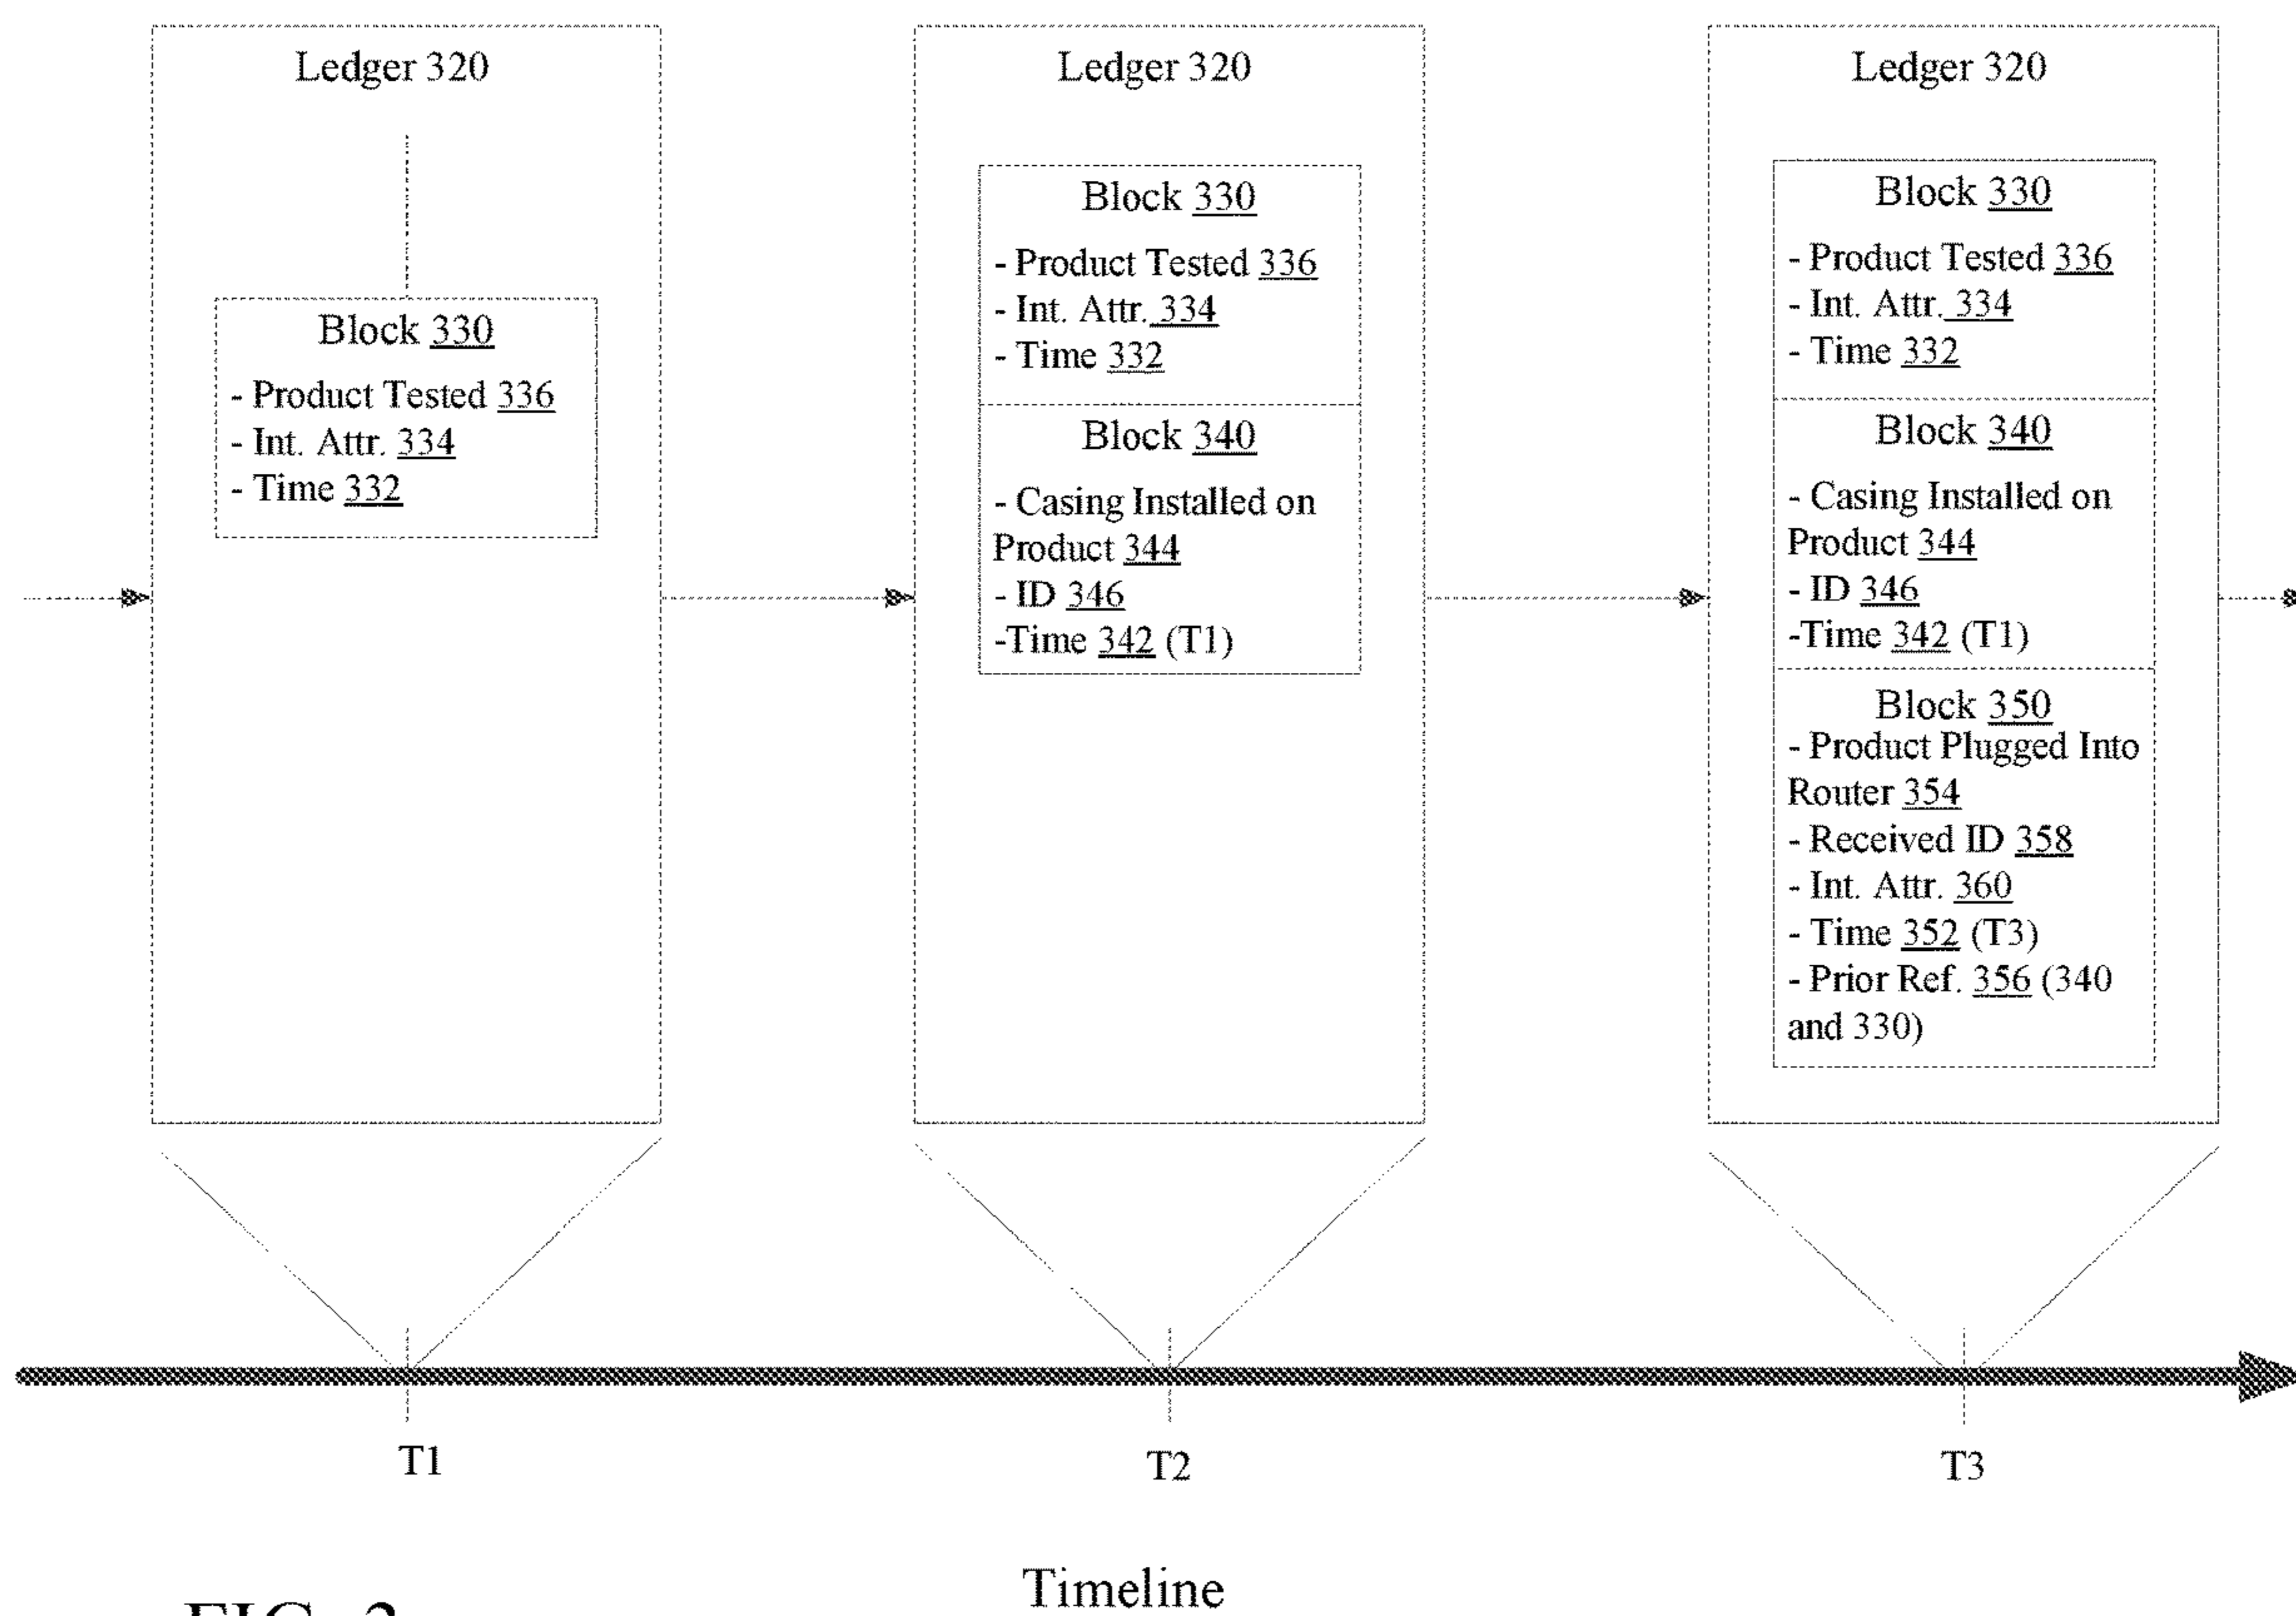 Ledger 320
Block 330
- Product Tested 336
- Int. Attr. 334
- Time 332
Ledger 320
Block 330
- Product Tested 336
- Int. Attr. 334
- Time 332
Block 340
- Casing Installed on
Product 344
- ID 346
-Time 342 (T1)
Ledger 320
Block 330
- Product Tested 336
- Int. Attr. 334
- Time 332
Block 340
- Casing Installed on
Product 344
- ID 346
-Time 342 (T1)
Block 350
- Product Plugged Into
Router 354
- Received ID 358
- Int. Attr. 360
- Time 352 (T3)
- Prior Ref. 356 (340
and 330)
T1
T2
T3
Timeline